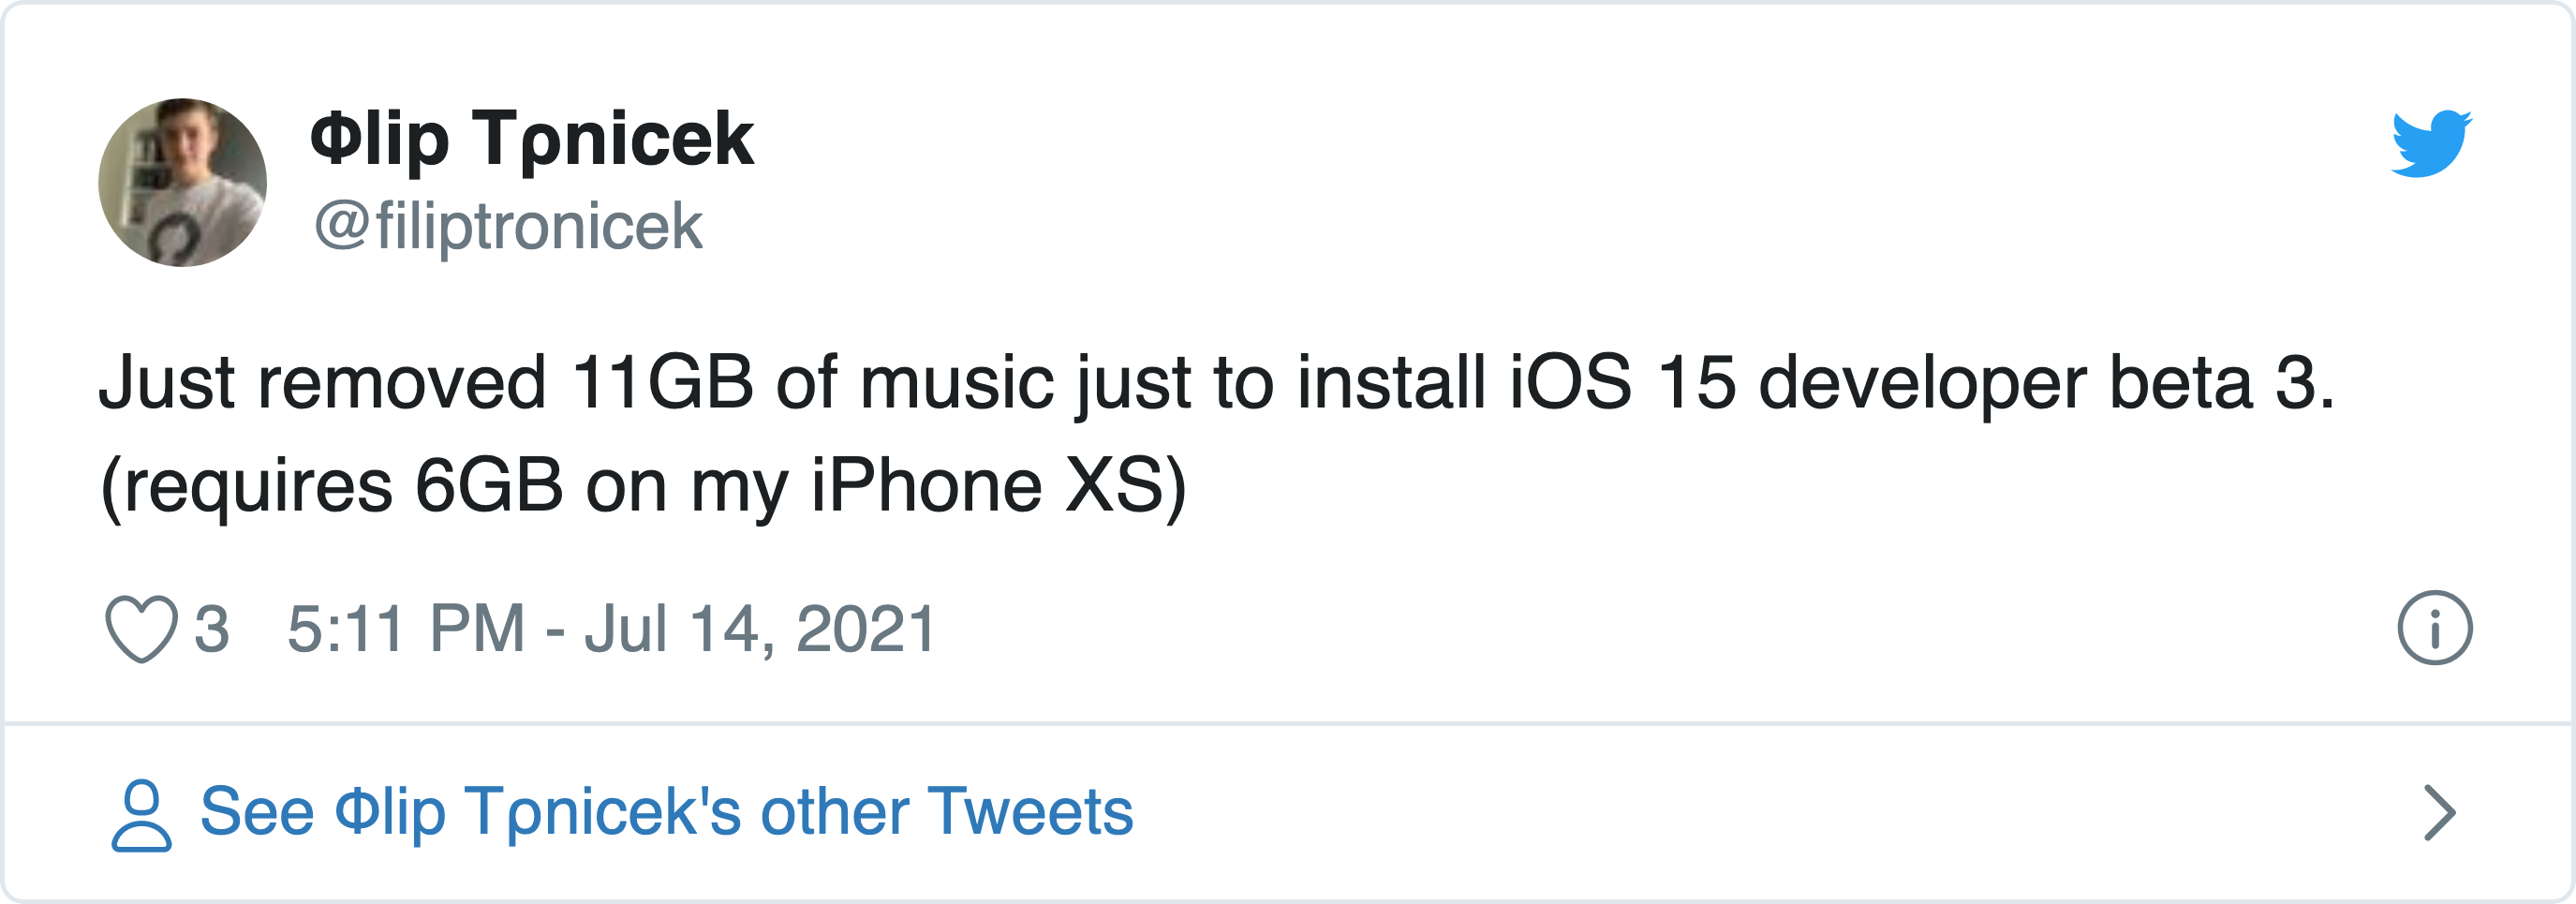 Φlip Tρnicek
@filiptronicek
Just removed 11GB of music just to install iOS 15 developer beta 3.
(requires 6GB on my iPhone XS)
3 5:11 PM - Jul 14, 2021
See Φlip Tρnicek's other Tweets